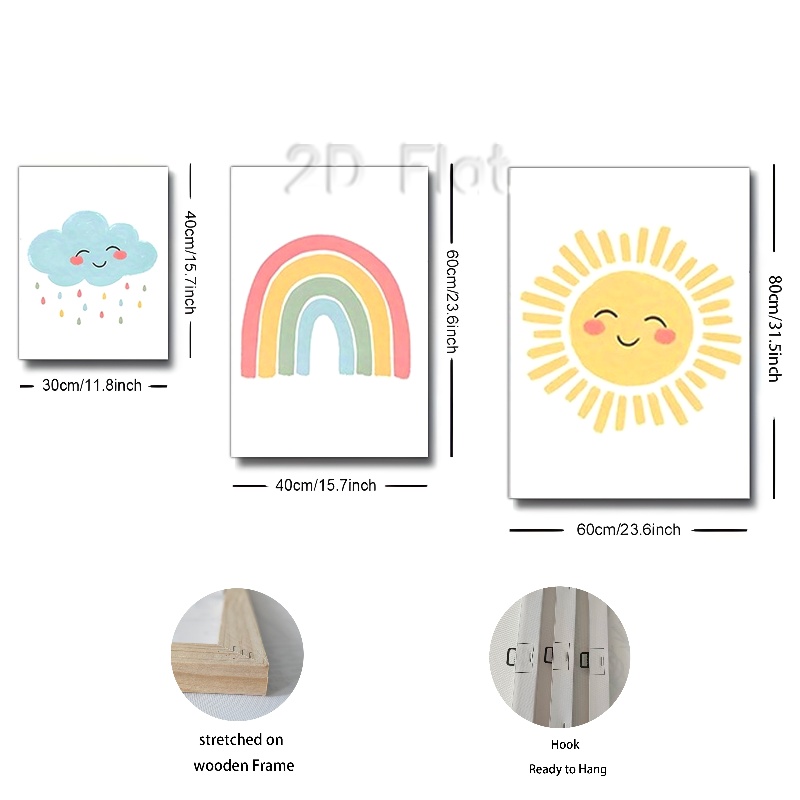 2D Flat
40cm/15.7inch
60cm/23.6inch
80cm/31.5inch
30cm/11.8inch
40cm/15.7inch
60cm/23.6inch
stretched on
wooden Frame
Hook
Ready to Hang